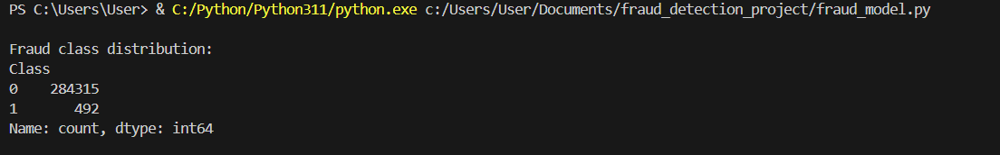 PS C:\Users\User> & C:/Python/Python311/python.exe c:/Users/User/Documents/fraud_detection_project/fraud_model.py
Fraud class distribution:
Class
0    284315
1       492
Name: count, dtype: int64